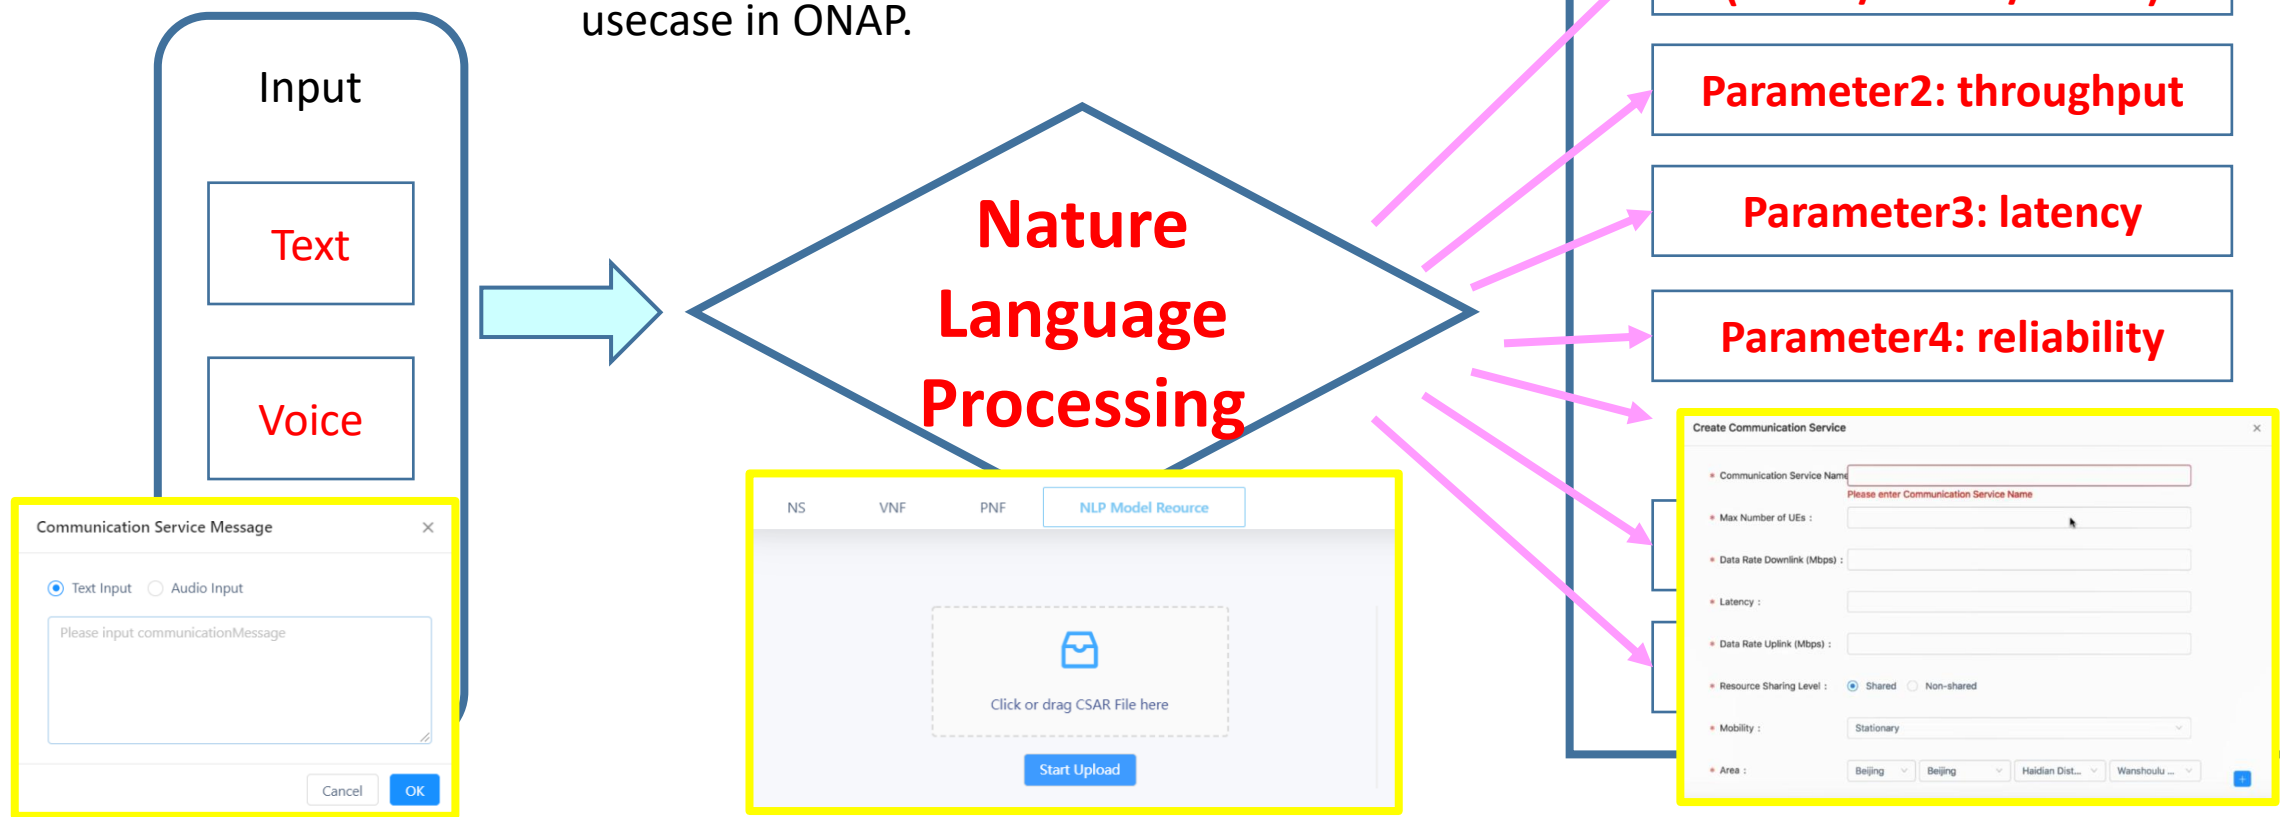 usecase in ONAP.
Input
Text
Voice
Nature
Language
Processing
Parameter2: throughput
Parameter3: latency
Parameter4: reliability
Communication Service Message
Text Input Audio Input
Please input communicationMessage
Cancel OK
NS VNF PNF NLP Model Reource
Click or drag CSAR File here
Start Upload
Create Communication Service
* Communication Service Name
Please enter Communication Service Name
* Max Number of UEs :
* Data Rate Downlink (Mbps) :
* Latency :
* Data Rate Uplink (Mbps) :
* Resource Sharing Level : Shared Non-shared
* Mobility : Stationary
* Area : Beijing Beijing Haidian Dist... Wanshoulu ...